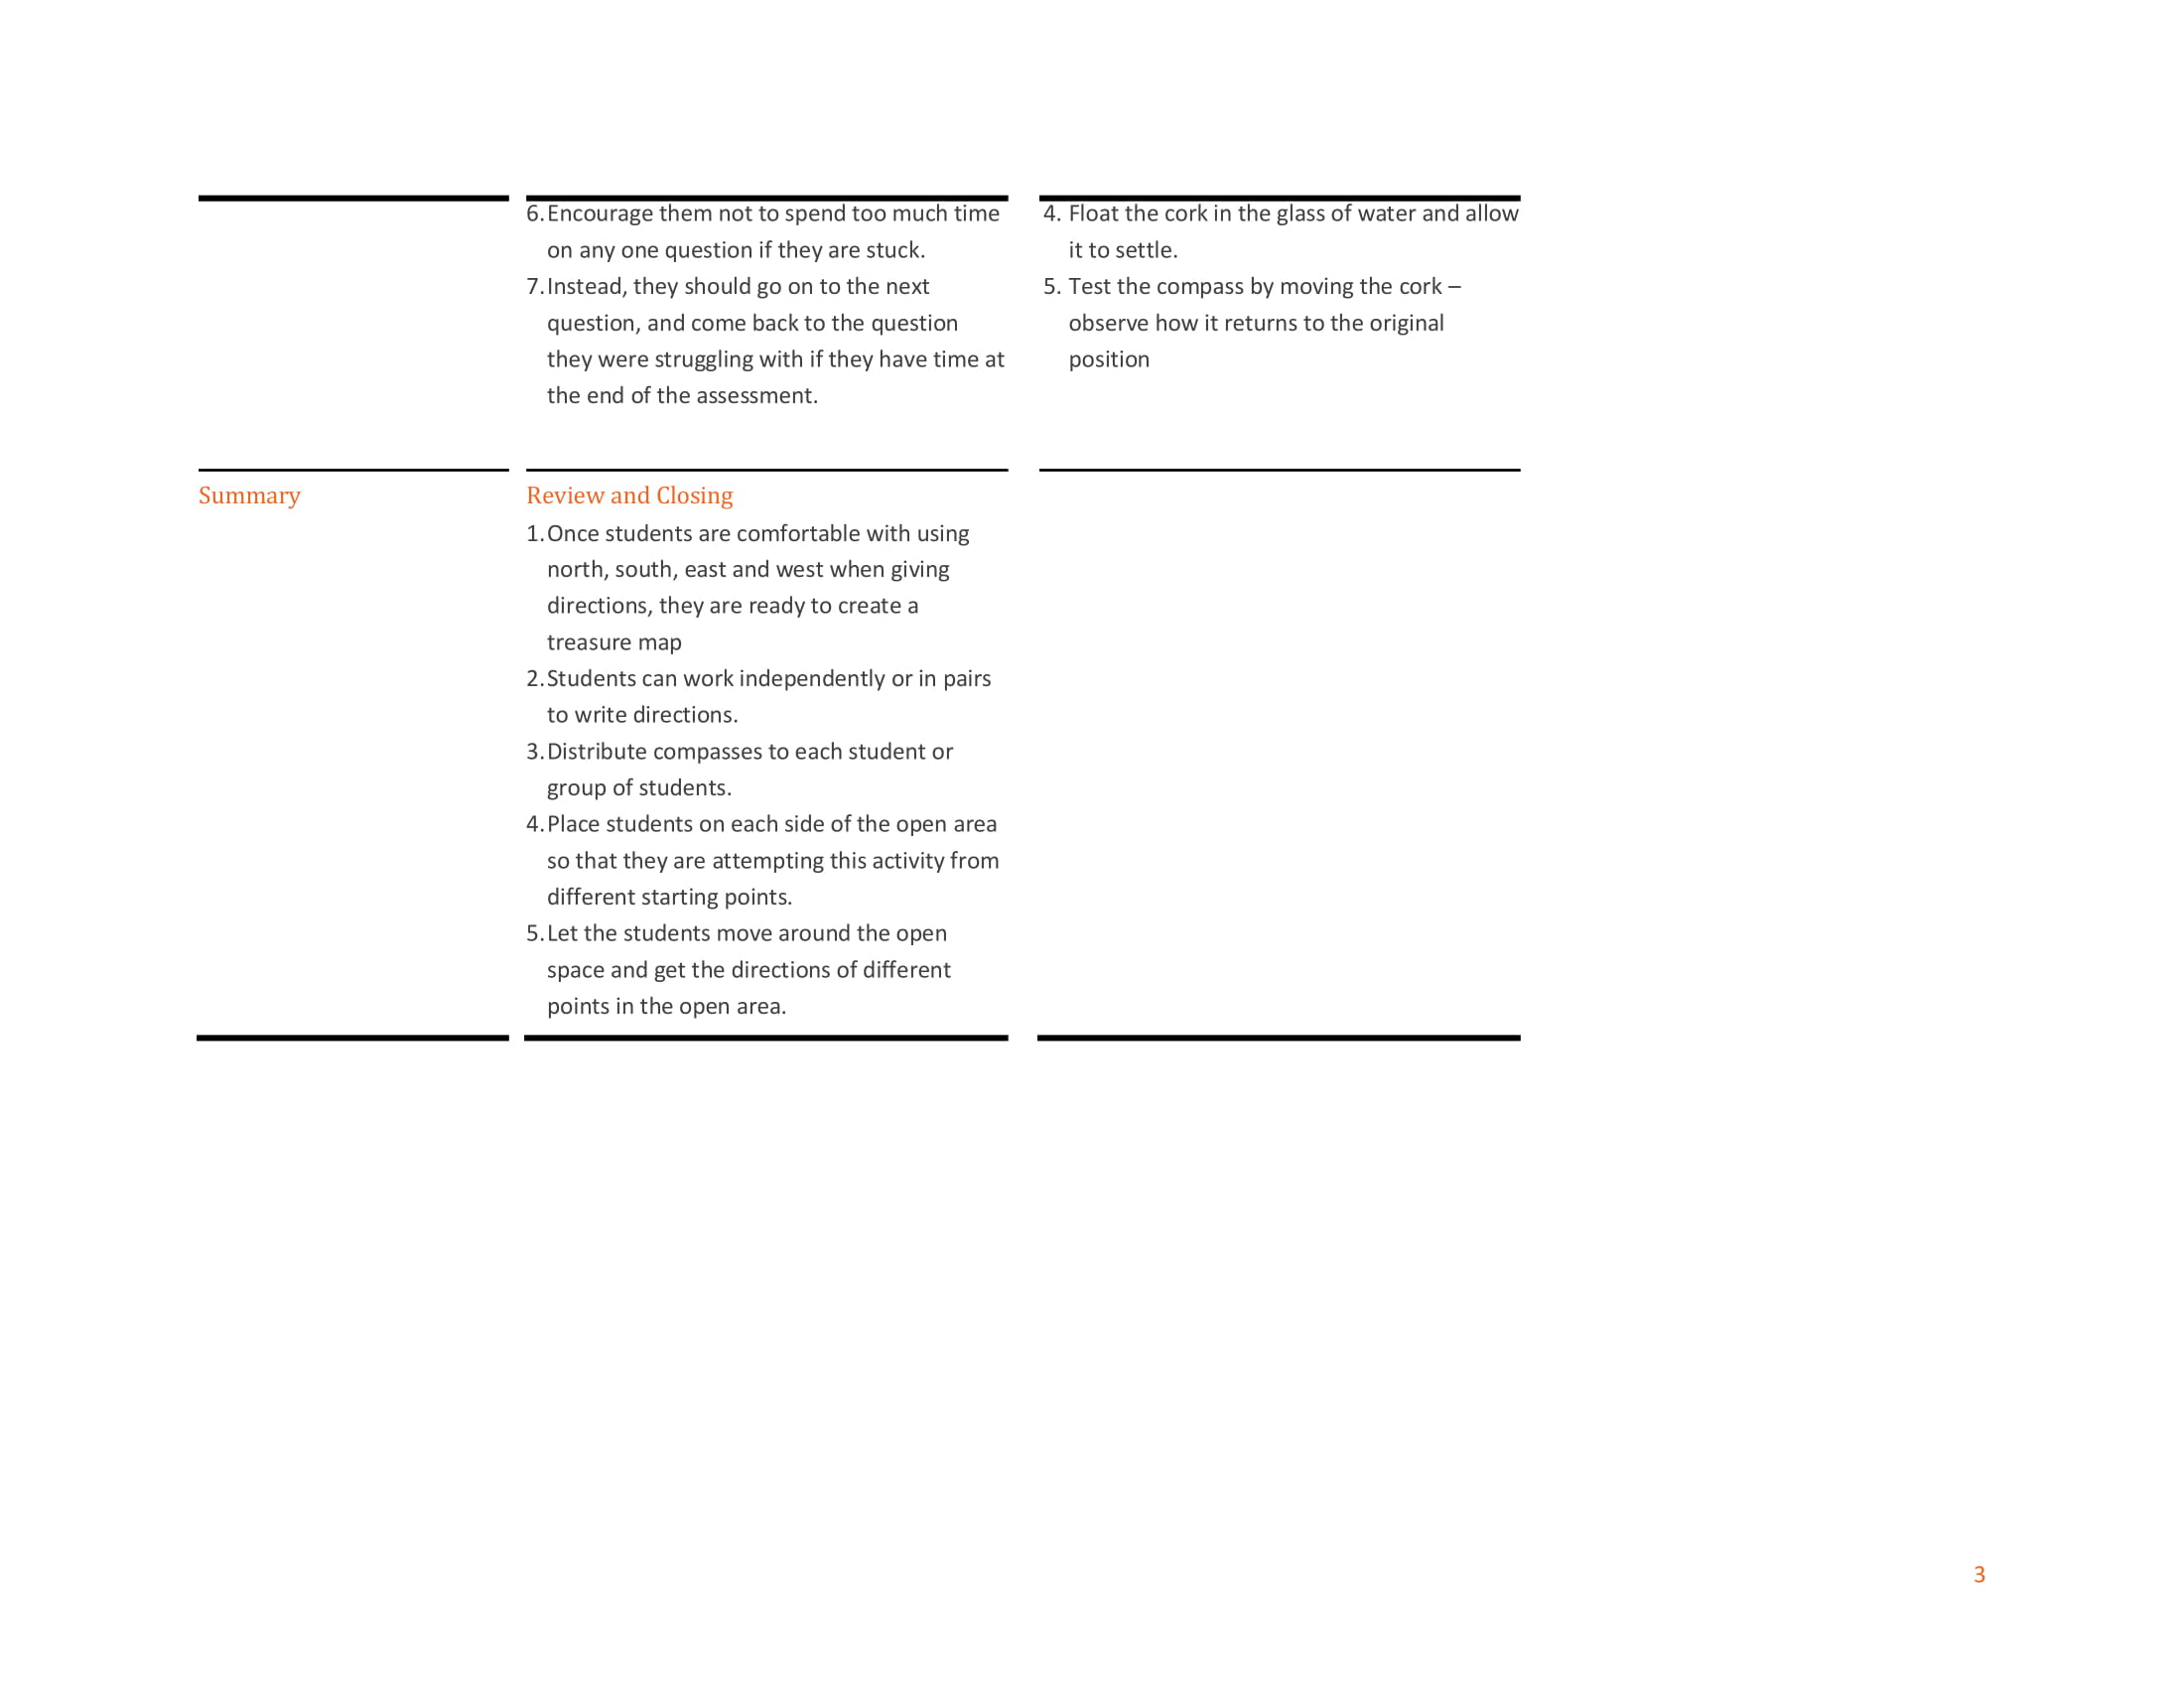 6.Encourage them not to spend too much time
on any one question if they are stuck.
7.Instead, they should go on to the next
question, and come back to the question
they were struggling with if they have time at
the end of the assessment.
4. Float the cork in the glass of water and allow
it to settle.
5. Test the compass by moving the cork –
observe how it returns to the original
position
Summary
Review and Closing
1.Once students are comfortable with using
north, south, east and west when giving
directions, they are ready to create a
treasure map
2.Students can work independently or in pairs
to write directions.
3.Distribute compasses to each student or
group of students.
4.Place students on each side of the open area
so that they are attempting this activity from
different starting points.
5.Let the students move around the open
space and get the directions of different
points in the open area.
3